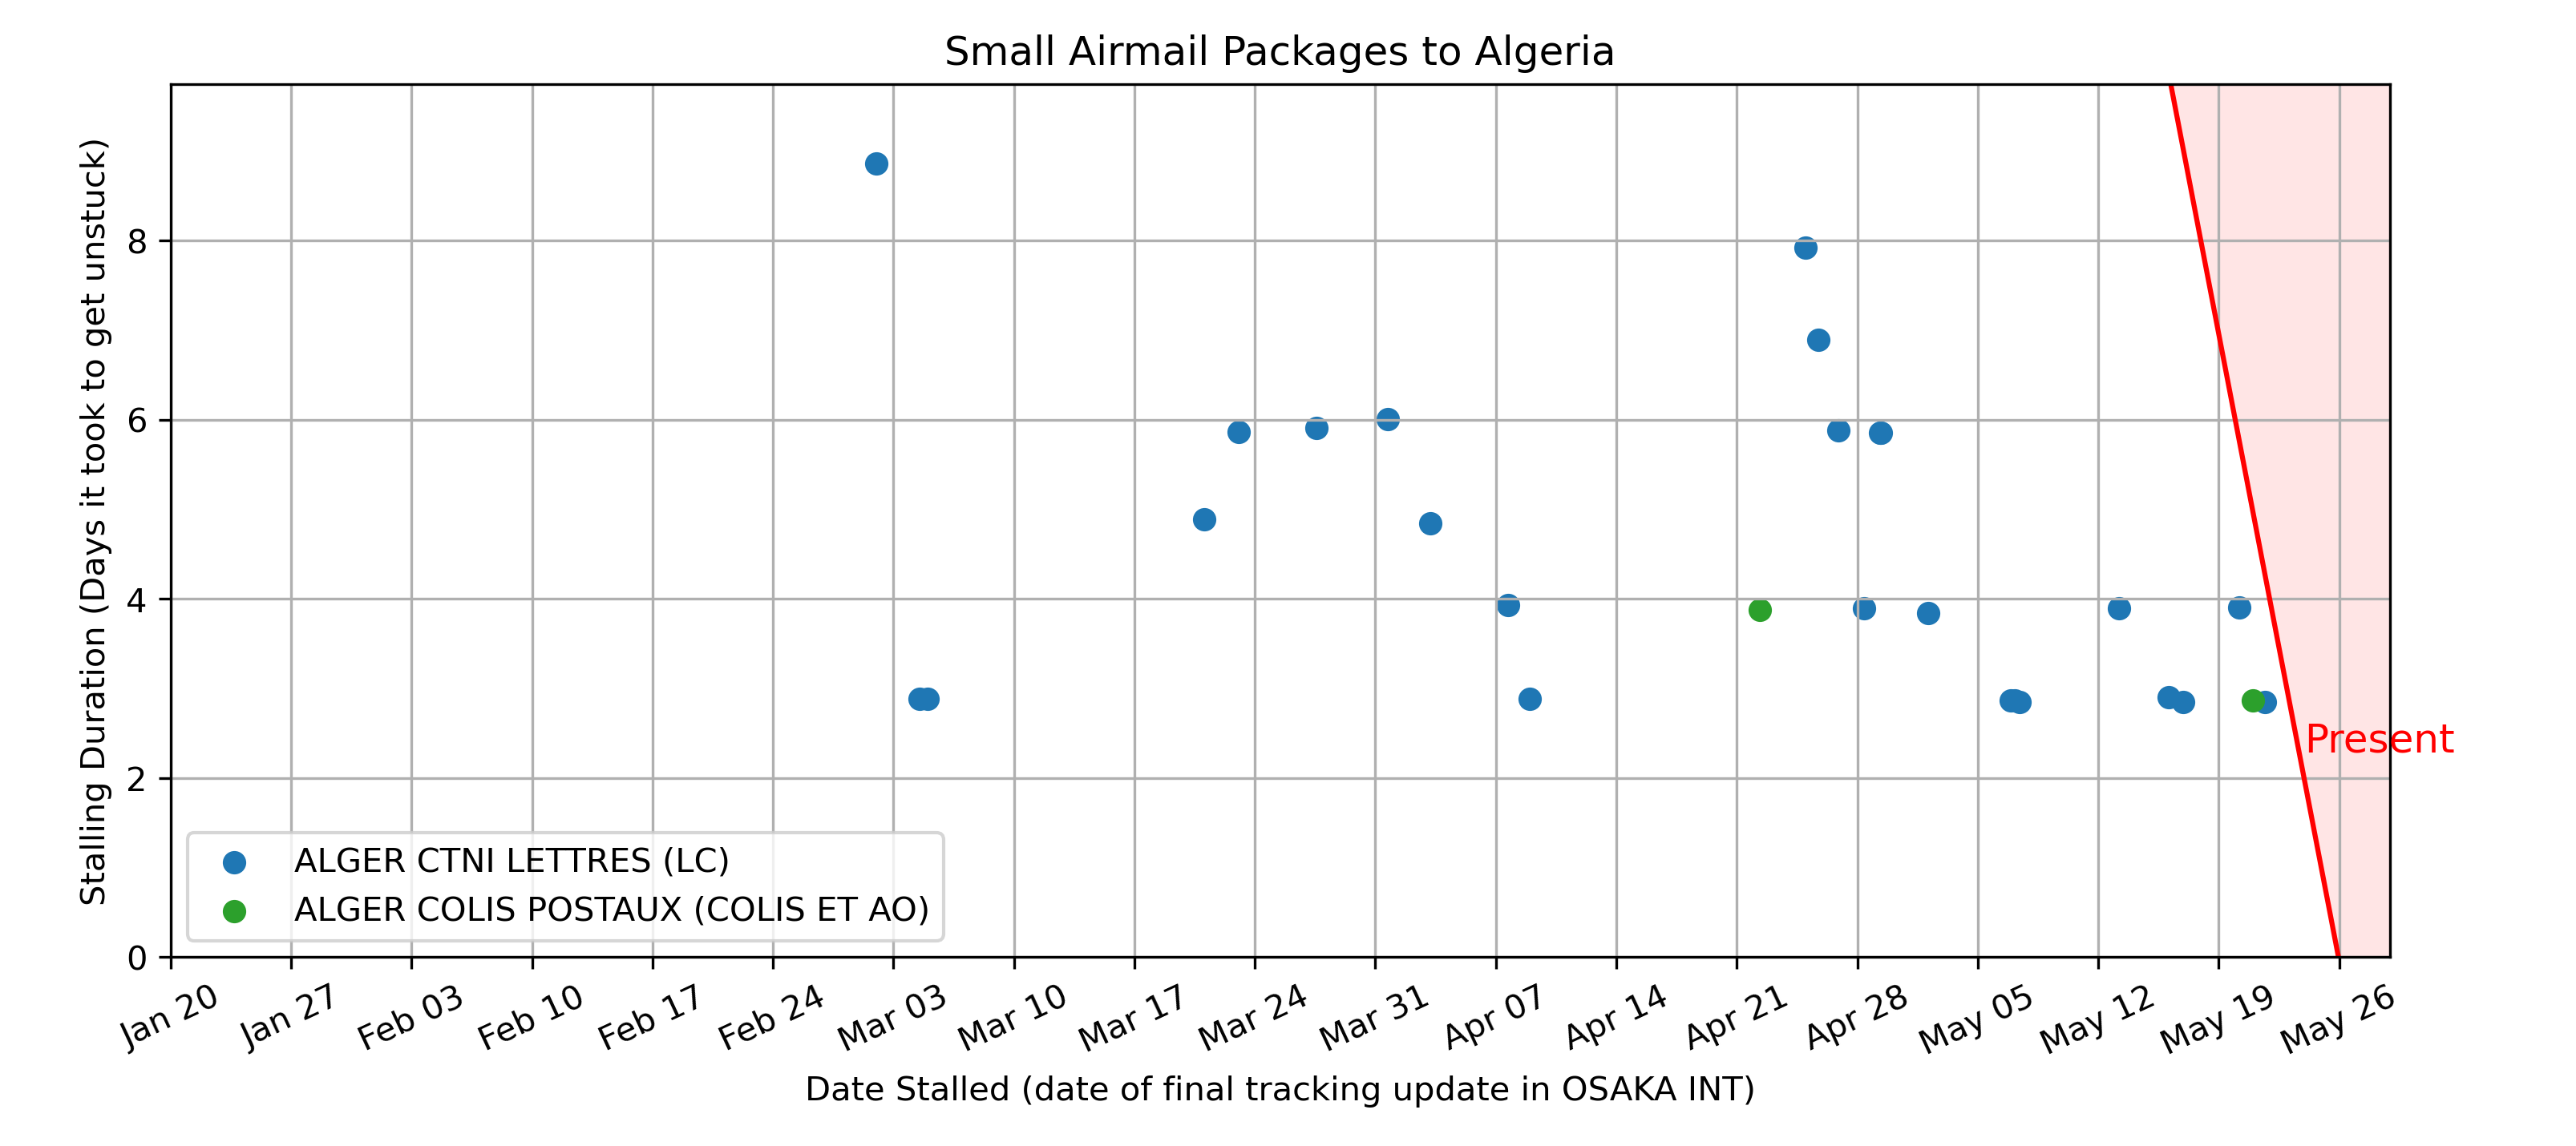 Small Airmail Packages to Algeria
Stalling Duration (Days it took to get unstuck)
8
6
4
2
0
Present
ALGER CTNI LETTRES (LC)
ALGER COLIS POSTAUX (COLIS ET AO)
Jan 20
Jan 27
Feb 03
Feb 10
Feb 17
Feb 24
Mar 03
Mar 10
Mar 17
Mar 24
Mar 31
Apr 07
Apr 14
Apr 21
Apr 28
May 05
May 12
May 19
May 26
Date Stalled (date of final tracking update in OSAKA INT)